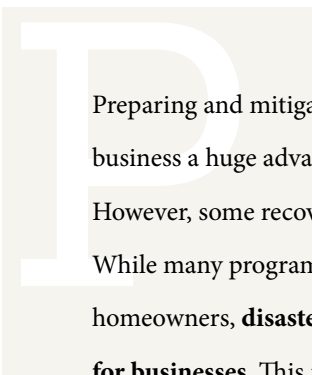 P
Preparing and mitiga
business a huge adva
However, some recov
While many program
homeowners, disaste
for businesses. This